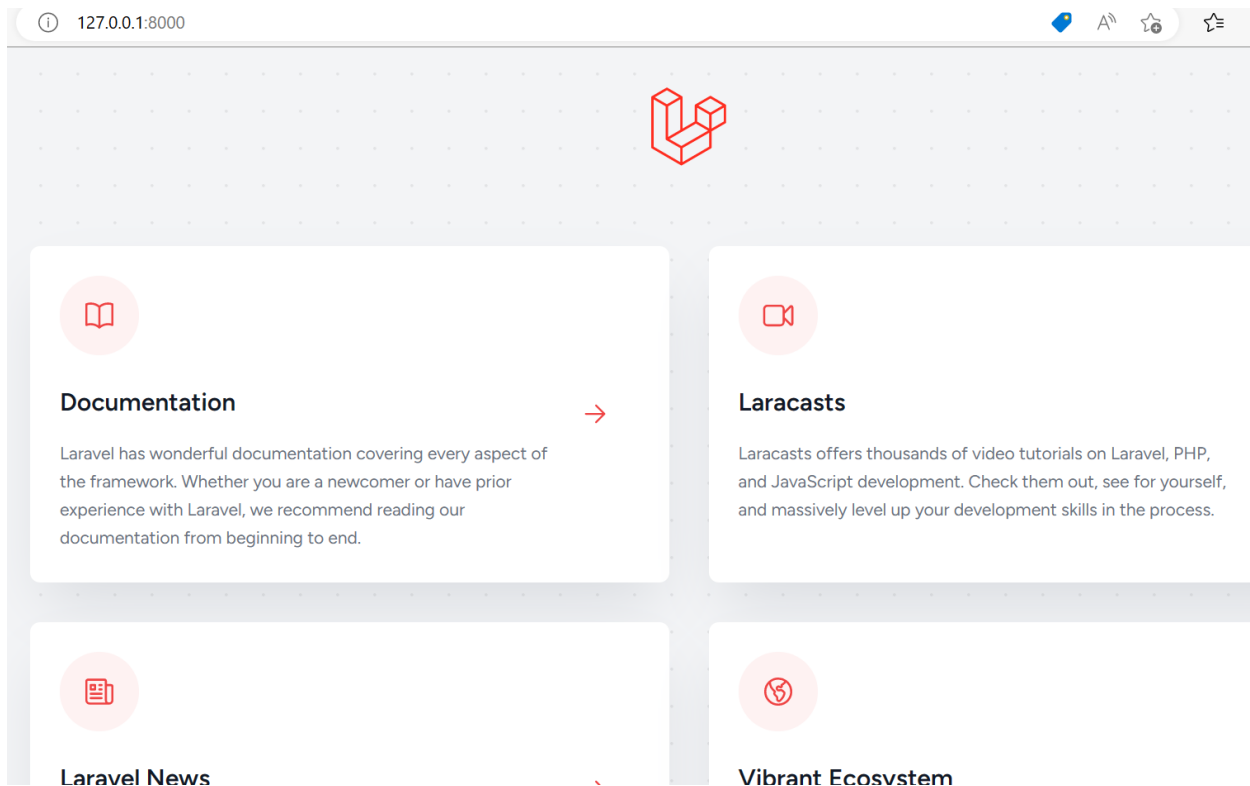 127.0.0.1:8000
Documentation
Laravel has wonderful documentation covering every aspect of
the framework. Whether you are a newcomer or have prior
experience with Laravel, we recommend reading our
documentation from beginning to end.
Laracasts
Laracasts offers thousands of video tutorials on Laravel, PHP,
and JavaScript development. Check them out, see for yourself,
and massively level up your development skills in the process.
Laravel News
Vibrant Ecosystem